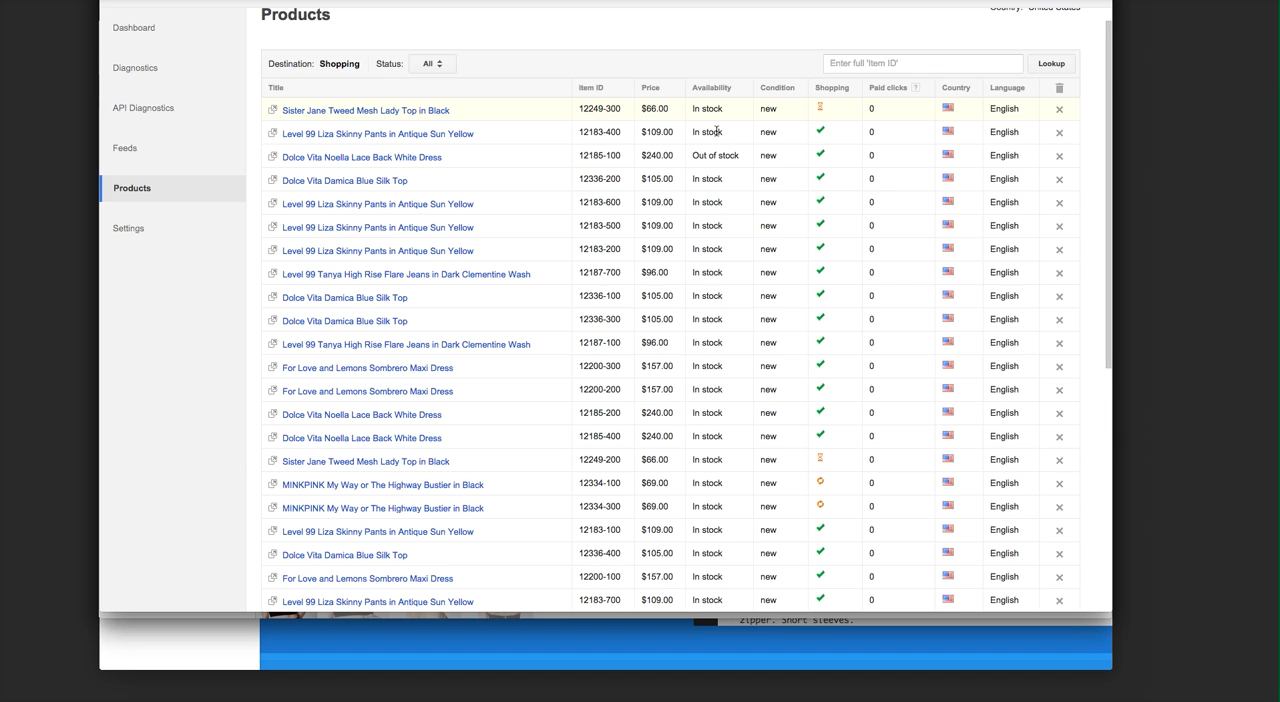 Products
Country: United States
Dashboard
Diagnostics
API Diagnostics
Feeds
Products
Settings
Destination: Shopping Status: All Enter full 'Item ID' Lookup
Title Item ID Price Availability Condition Shopping Paid clicks ? Country Language
Sister Jane Tweed Mesh Lady Top in Black 12249-300 $66.00 In stock new 0 English
Level 99 Liza Skinny Pants in Antique Sun Yellow 12183-400 $109.00 In stock new 0 English
Dolce Vita Noella Lace Back White Dress 12185-100 $240.00 Out of stock new 0 English
Dolce Vita Damica Blue Silk Top 12336-200 $105.00 In stock new 0 English
Level 99 Liza Skinny Pants in Antique Sun Yellow 12183-600 $109.00 In stock new 0 English
Level 99 Liza Skinny Pants in Antique Sun Yellow 12183-500 $109.00 In stock new 0 English
Level 99 Liza Skinny Pants in Antique Sun Yellow 12183-200 $109.00 In stock new 0 English
Level 99 Tanya High Rise Flare Jeans in Dark Clementine Wash 12187-700 $96.00 In stock new 0 English
Dolce Vita Damica Blue Silk Top 12336-100 $105.00 In stock new 0 English
Dolce Vita Damica Blue Silk Top 12336-300 $105.00 In stock new 0 English
Level 99 Tanya High Rise Flare Jeans in Dark Clementine Wash 12187-100 $96.00 In stock new 0 English
For Love and Lemons Sombrero Maxi Dress 12200-300 $157.00 In stock new 0 English
For Love and Lemons Sombrero Maxi Dress 12200-200 $157.00 In stock new 0 English
Dolce Vita Noella Lace Back White Dress 12185-200 $240.00 In stock new 0 English
Dolce Vita Noella Lace Back White Dress 12185-400 $240.00 In stock new 0 English
Sister Jane Tweed Mesh Lady Top in Black 12249-200 $66.00 In stock new 0 English
MINKPINK My Way or The Highway Bustier in Black 12334-100 $69.00 In stock new 0 English
MINKPINK My Way or The Highway Bustier in Black 12334-300 $69.00 In stock new 0 English
Level 99 Liza Skinny Pants in Antique Sun Yellow 12183-100 $109.00 In stock new 0 English
Dolce Vita Damica Blue Silk Top 12336-400 $105.00 In stock new 0 English
For Love and Lemons Sombrero Maxi Dress 12200-100 $157.00 In stock new 0 English
Level 99 Liza Skinny Pants in Antique Sun Yellow 12183-700 $109.00 In stock new 0 English
zipper. Short sleeves.